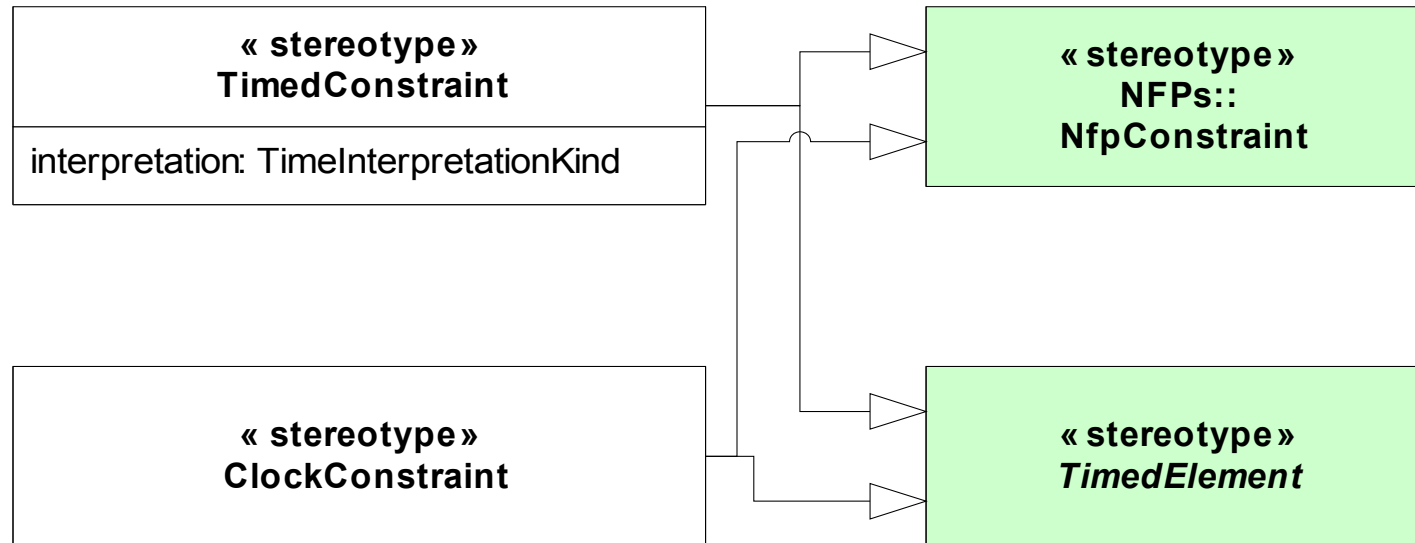 « stereotype»
TimedConstraint
interpretation: TimeInterpretationKind
« stereotype»
NFPs::
NfpConstraint
« stereotype»
ClockConstraint
« stereotype»
TimedElement